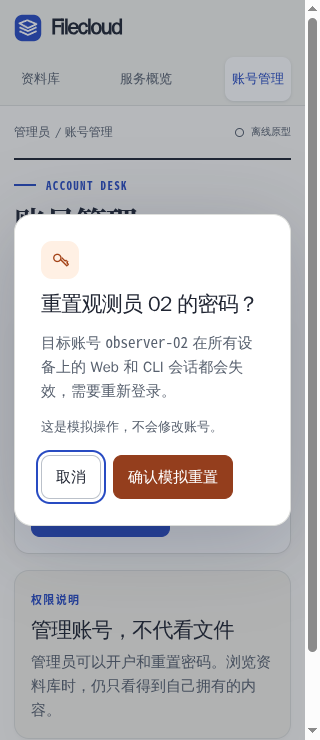 Filecloud
资料库
服务概览
账号管理
管理员 / 账号管理
离线原型
ACCOUNT DESK
账号管理
重置观测员 02 的密码？
目标账号 observer-02 在所有设
备上的 Web 和 CLI 会话都会失
效，需要重新登录。
这是模拟操作，不会修改账号。
取消
确认模拟重置
权限说明
管理账号，不代看文件
管理员可以开户和重置密码。浏览资
料库时，仍只看得到自己拥有的内
容。